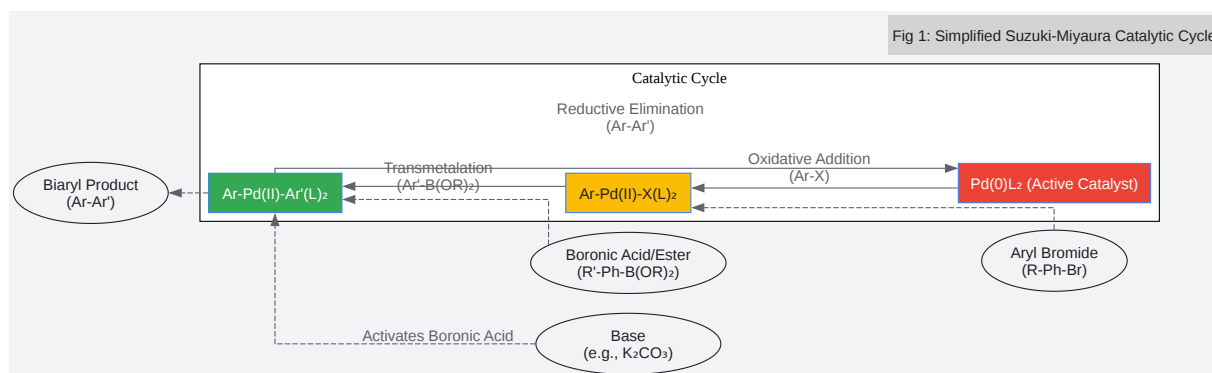 Fig 1: Simplified Suzuki-Miyaura Catalytic Cycle
Catalytic Cycle
Reductive Elimination
(Ar-Ar')
Transmetalation
(Ar'-B(OR)₂)
Oxidative Addition
(Ar-X)
Biaryl Product
(Ar-Ar')
Ar-Pd(II)-Ar'(L)₂
Ar-Pd(II)-X(L)₂
Pd(0)L₂ (Active Catalyst)
Boronic Acid/Ester
(R'-Ph-B(OR)₂)
Aryl Bromide
(R-Ph-Br)
Activates Boronic Acid
Base
(e.g., K₂CO₃)